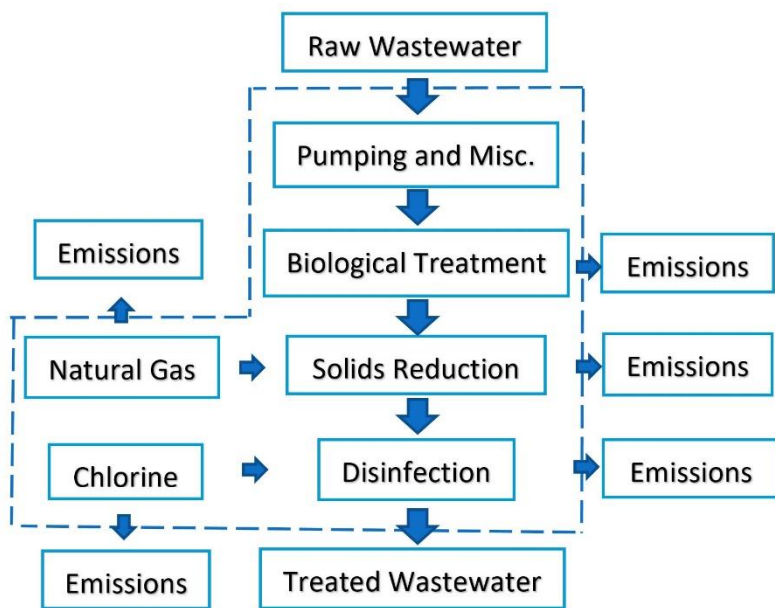 Raw Wastewater
Pumping and Misc.
Emissions
Biological Treatment
Emissions
Natural Gas
Solids Reduction
Emissions
Chlorine
Disinfection
Emissions
Emissions
Treated Wastewater